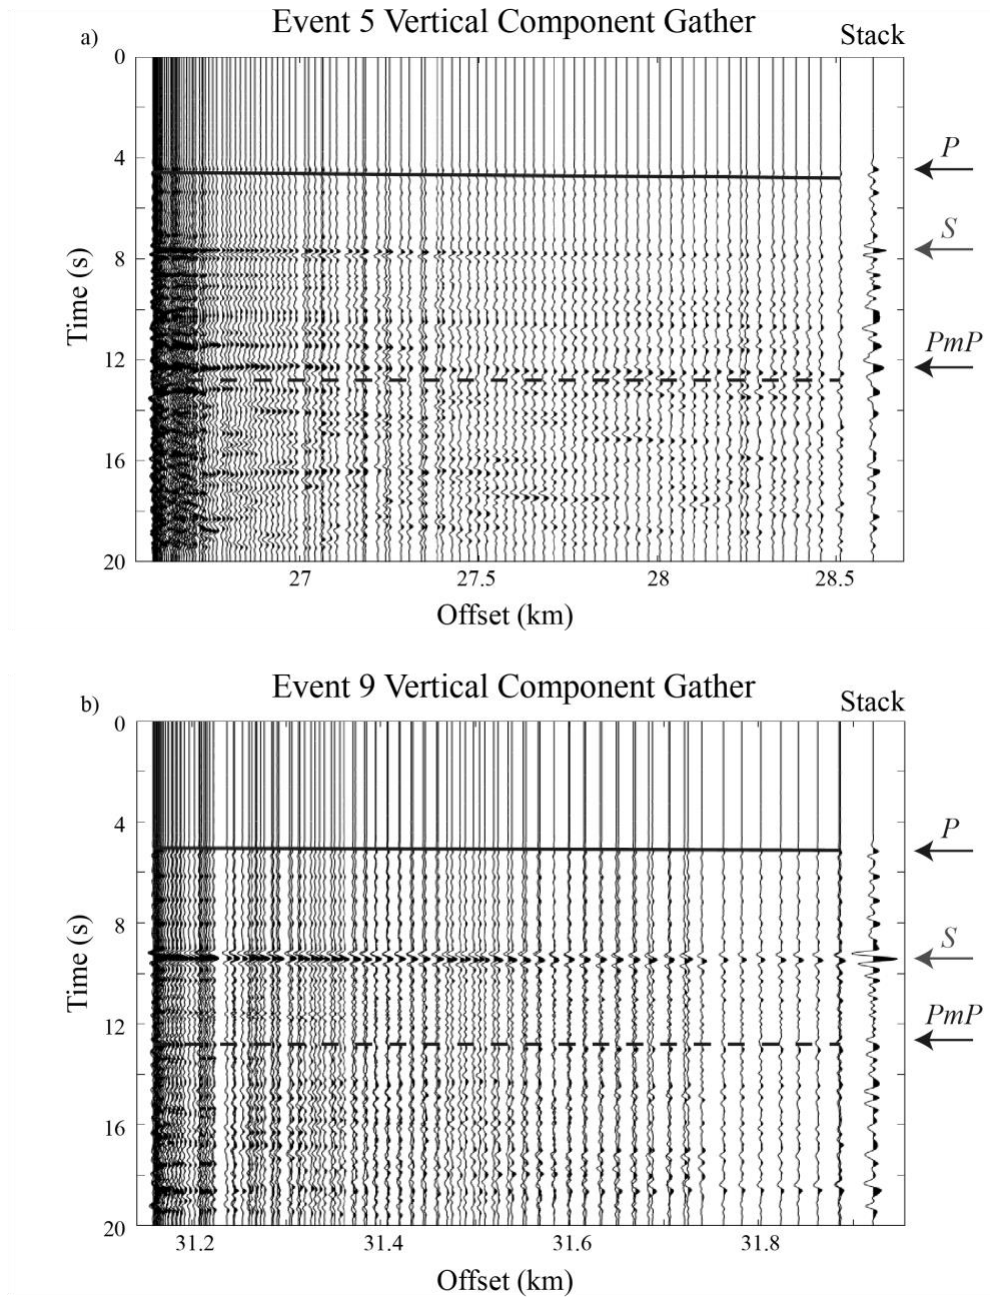 Event 5 Vertical Component Gather
a)
Stack
0
4
8
12
16
20
Time (s)
P
S
PmP
27
27.5
28
28.5
Offset (km)
Event 9 Vertical Component Gather
b)
Stack
0
4
8
12
16
20
Time (s)
P
S
PmP
31.2
31.4
31.6
31.8
Offset (km)